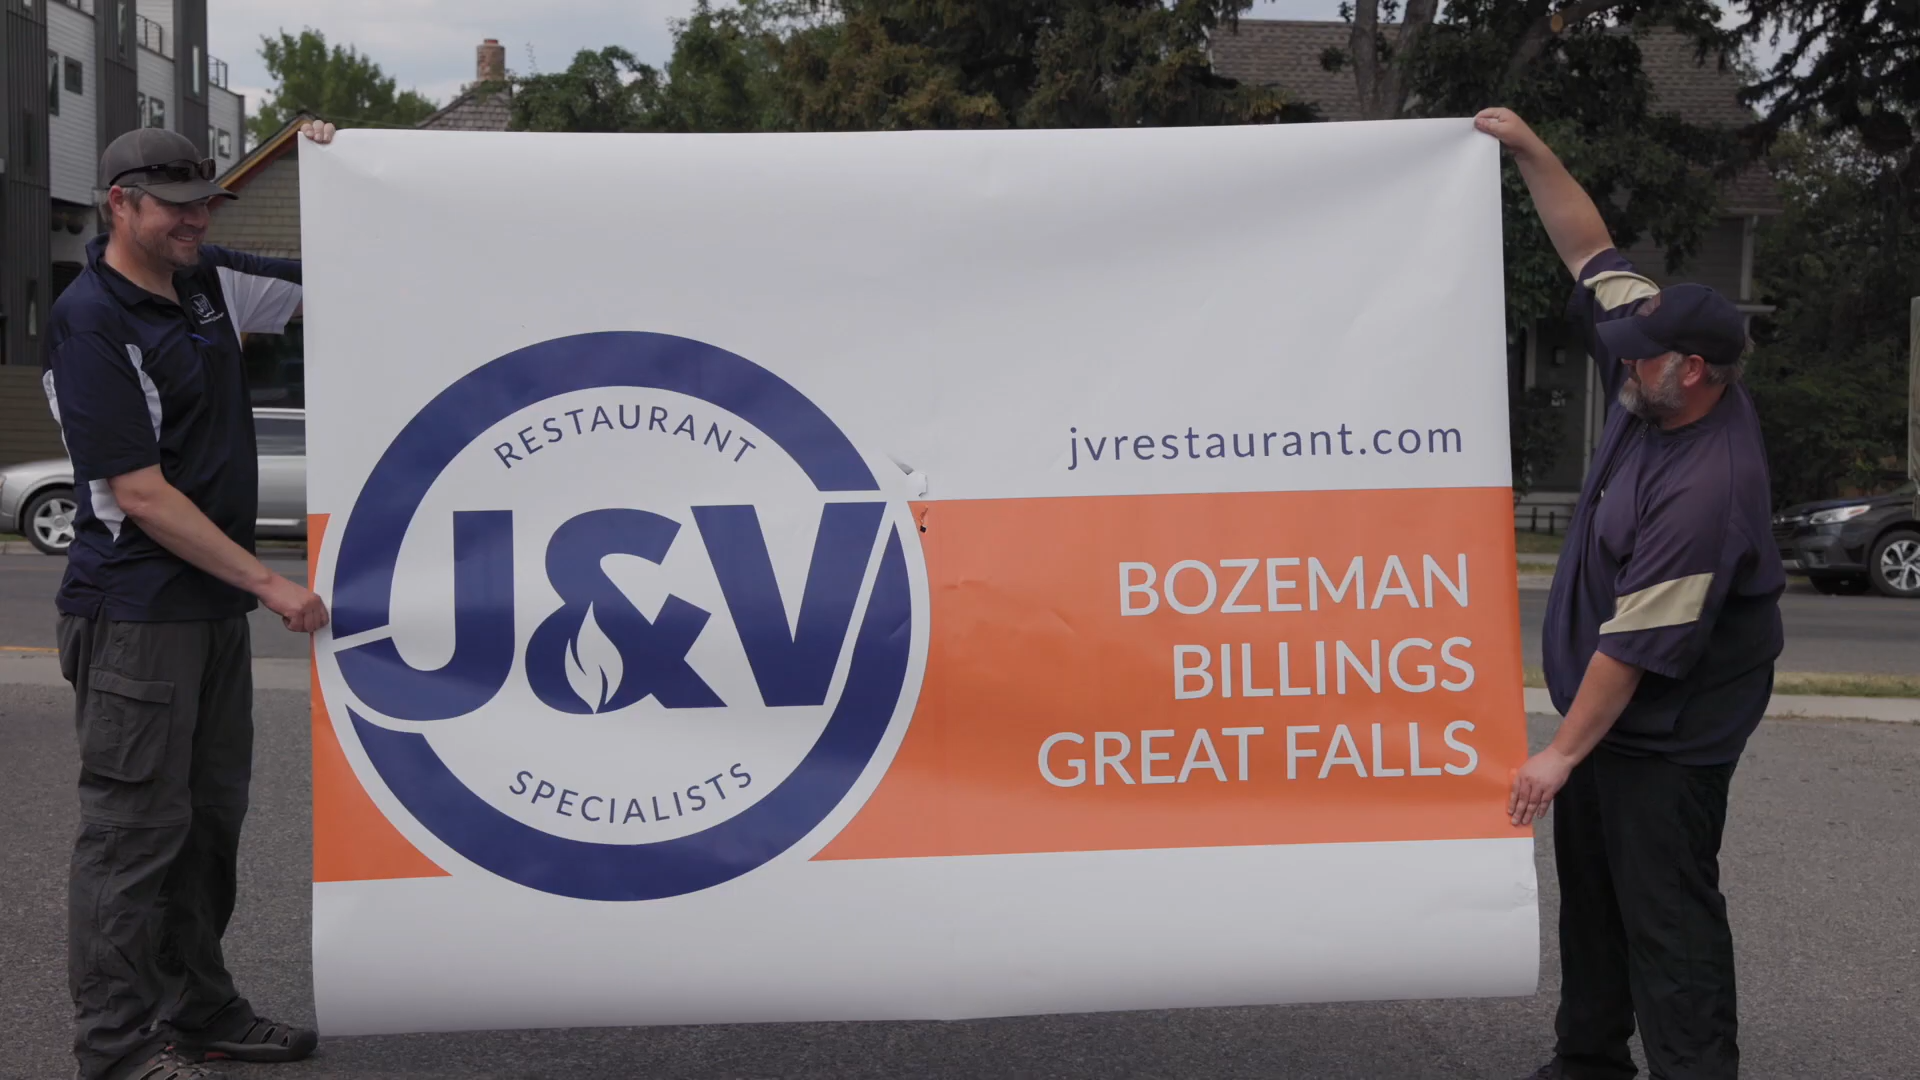 RESTAURANT
J&V
SPECIALISTS
jvrestaurant.com
BOZEMAN
BILLINGS
GREAT FALLS